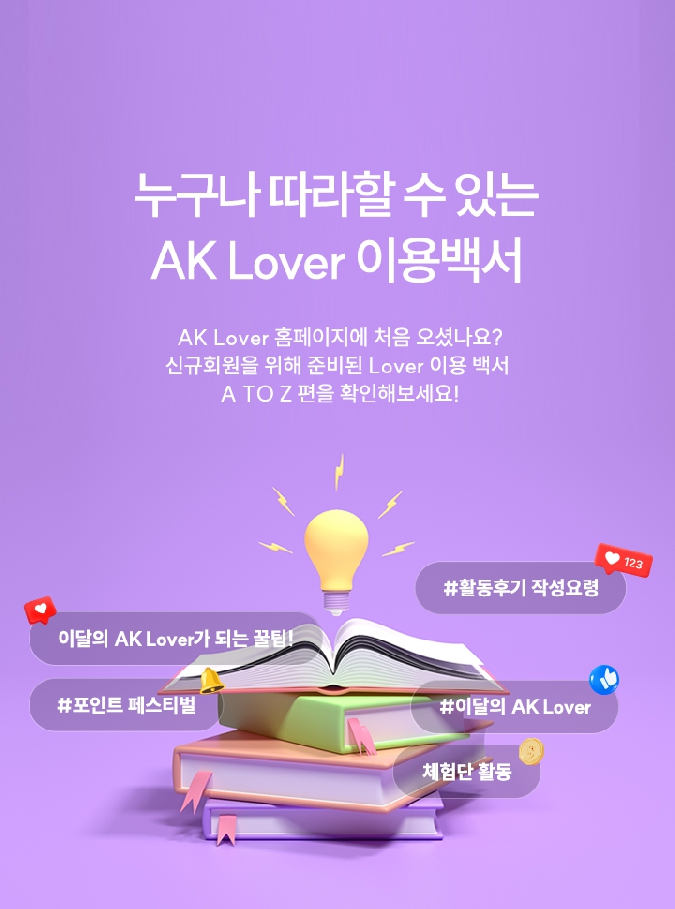 누구나 따라할 수 있는
AK Lover 이용백서
AK Lover 홈페이지에 처음 오셨나요?
신규회원을 위해 준비된 Lover 이용 백서
A TO Z 편을 확인해보세요!
123
#활동후기 작성요령
이달의 AK Lover가 되는 꿀팁!
#포인트 페스티벌
#이달의 AK Lover
체험단 활동